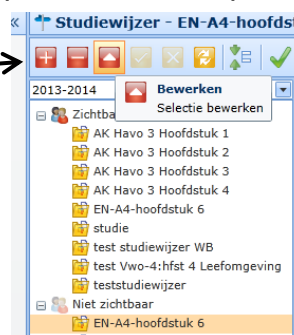 Studiewijzer - EN-A4-hoofds
2013-2014
Bewerken
Selectie bewerken
Zichtba
AK Havo 3 Hoofdstuk 1
AK Havo 3 Hoofdstuk 2
AK Havo 3 Hoofdstuk 3
AK Havo 3 Hoofdstuk 4
EN-A4-hoofdstuk 6
studie
test studiewijzer WB
test Vwo-4:hfst 4 Leefomgeving
teststudiewijzer
Niet zichtbaar
EN-A4-hoofdstuk 6